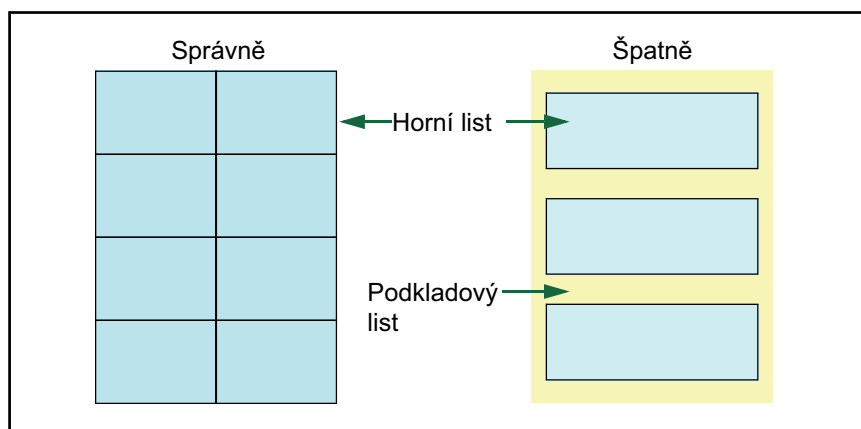 Správně
Špatně
Horní list
Podkladový
list